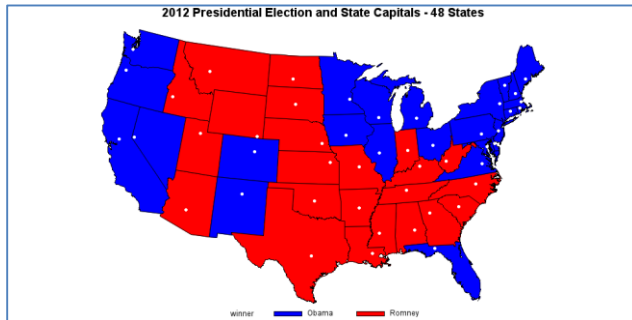 2012 Presidential Election and State Capitals - 48 States
winner Obama Romney